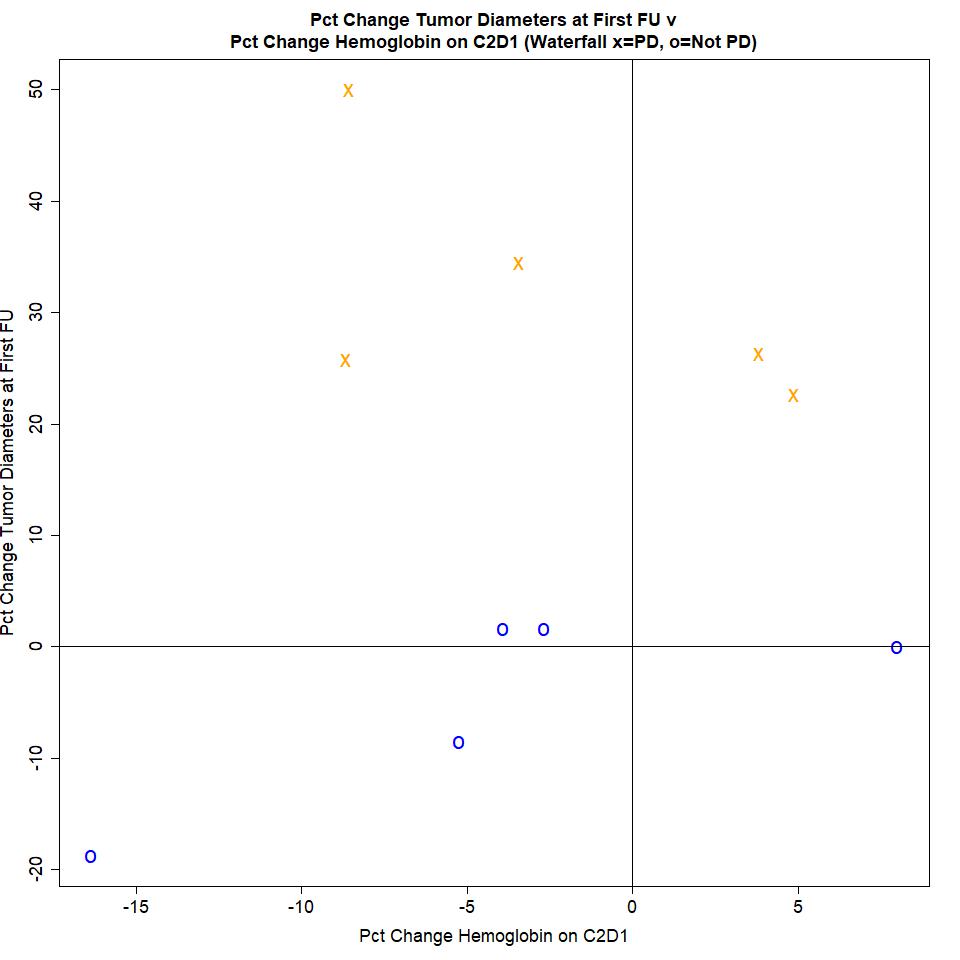 Pct Change Tumor Diameters at First FU v
Pct Change Hemoglobin on C2D1 (Waterfall x=PD, o=Not PD)
Pct Change Tumor Diameters at First FU
50
40
30
20
10
0
-10
-20
x
x
x
x
x
o
o
o
o
o
-15
-10
-5
0
5
Pct Change Hemoglobin on C2D1